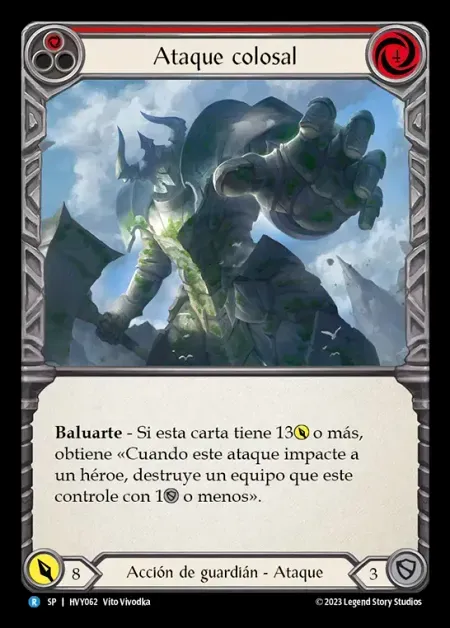 Ataque colosal
Baluarte - Si esta carta tiene 13 o más,
obtiene «Cuando este ataque impacte a
un héroe, destruye un equipo que este
controle con 1 o menos».
8
Acción de guardián - Ataque
3
R SP | HVY062 Vito Vivodka
© 2023 Legend Story Studios